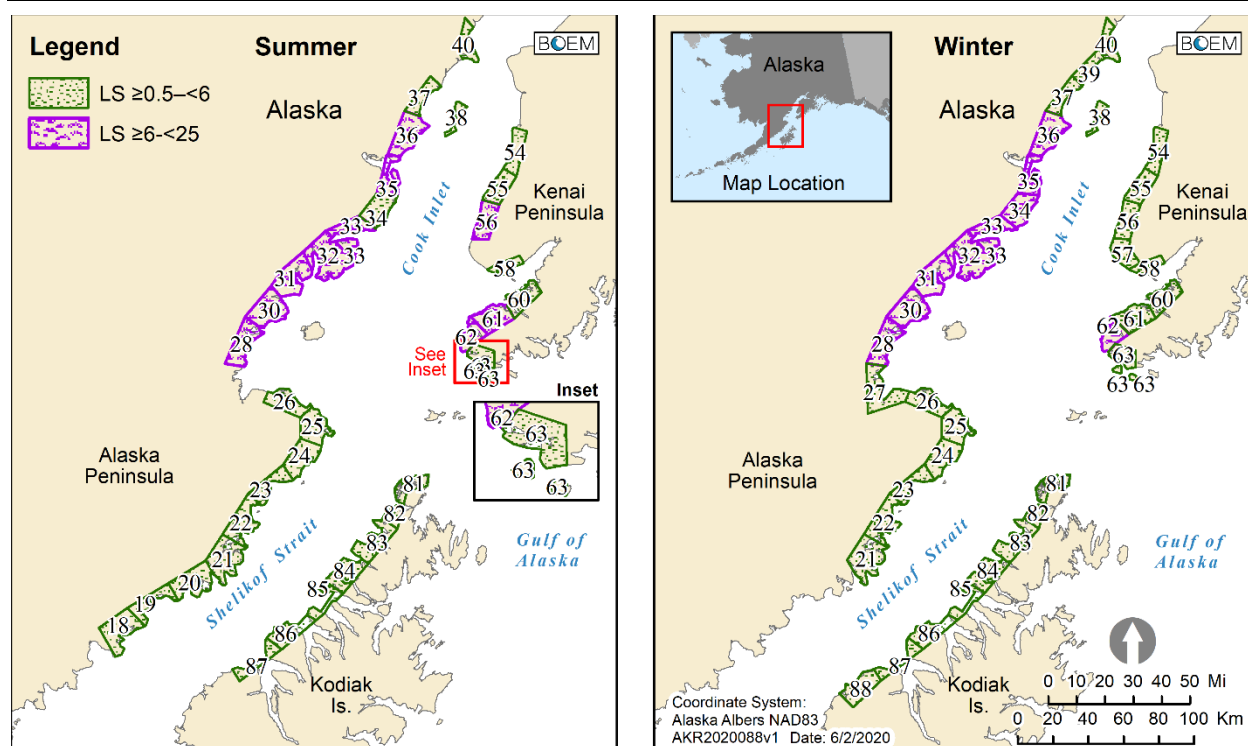 Legend
LS ≥0.5–<6
LS ≥6-<25
Summer
BOEM
Alaska
40
37
38
36
35
34
33
32
33
31
30
28
54
55
56
58
60
61
62
63
63
63
Kenai
Peninsula
Cook Inlet
See
Inset
Inset
62
63
63
63
26
25
24
23
22
21
20
19
18
Alaska
Peninsula
Shelikof Strait
81
82
83
84
85
86
87
Kodiak
Is.
Gulf of
Alaska
Winter
BOEM
Alaska
Map Location
40
39
37
38
36
35
34
33
32
33
31
30
28
27
54
55
56
57
58
60
61
62
63
63
63
Kenai
Peninsula
Cook Inlet
26
25
24
23
22
21
Alaska
Peninsula
Shelikof Strait
81
82
83
84
85
86
87
88
Kodiak
Is.
Gulf of
Alaska
0 10 20 30 40 50 Mi
0 20 40 60 80 100 Km
Coordinate System:
Alaska Albers NAD83
AKR2020088v1 Date: 6/2/2020